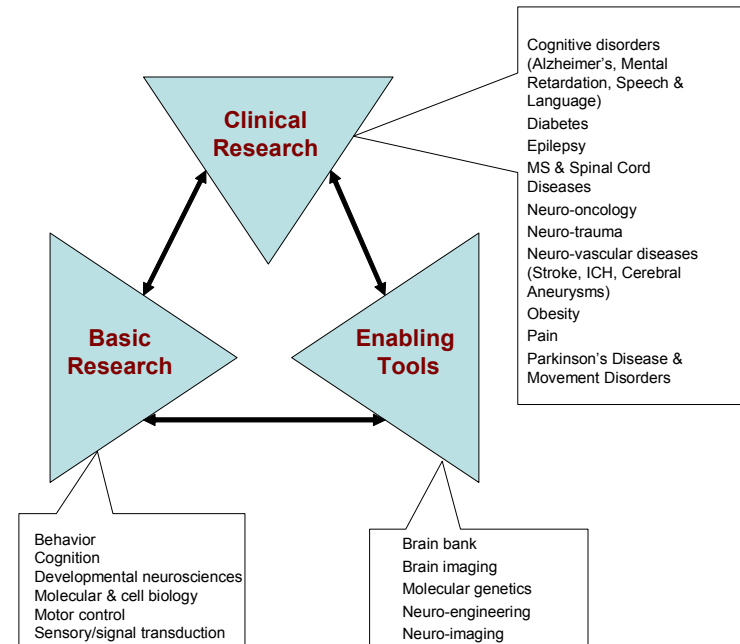 Clinical
Research
Cognitive disorders
(Alzheimer's, Mental
Retardation, Speech &
Language)
Diabetes
Epilepsy
MS & Spinal Cord
Diseases
Neuro-oncology
Neuro-trauma
Neuro-vascular diseases
(Stroke, ICH, Cerebral
Aneurysms)
Obesity
Pain
Parkinson's Disease &
Movement Disorders
Basic
Research
Enabling
Tools
Behavior
Cognition
Developmental neurosciences
Molecular & cell biology
Motor control
Sensory/signal transduction
Brain bank
Brain imaging
Molecular genetics
Neuro-engineering
Neuro-imaging